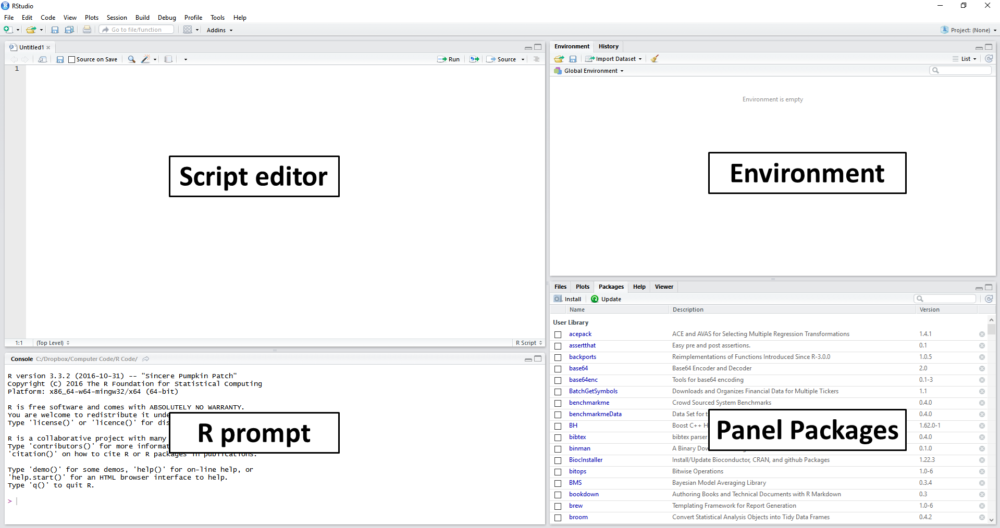 RStudio
File Edit Code View Plots Session Build Debug Profile Tools Help
Go to file/function Addins Project: (None)
Untitled1
Source on Save Run Source
1
Script editor
1:1 (Top Level) R Script
Console C:/Dropbox/Computer Code/R Code/
R version 3.3.2 (2016-10-31) -- "Sincere Pumpkin Patch"
Copyright (C) 2016 The R Foundation for Statistical Computing
Platform: x86_64-w64-mingw32/x64 (64-bit)
R is free software and comes with ABSOLUTELY NO WARRANTY.
You are welcome to redistribute it unde
Type 'license()' or 'licence()' for dis
R prompt
R is a collaborative project with many
Type 'contributors()' for more informat
'citation()' on how to cite R or R packages in publications.
Type 'demo()' for some demos, 'help()' for on-line help, or
'help.start()' for an HTML browser interface to help.
Type 'q()' to quit R.
>
Environment History
Import Dataset List
Global Environment
Environment is empty
Environment
Files Plots Packages Help Viewer
Install Update
Name Description Version
User Library
acepack ACE and AVAS for Selecting Multiple Regression Transformations 1.4.1
assertthat Easy pre and post assertions. 0.1
backports Reimplementations of Functions Introduced Since R-3.0.0 1.0.5
base64 Base64 Encoder and Decoder 2.0
base64enc Tools for base64 encoding 0.1-3
BatchGetSymbols Downloads and Organizes Financial Data for Multiple Tickers 1.1
benchmarkme Crowd Sourced System Benchmarks 0.4.0
benchmarkmeData Data Set for t 0.4.0
BH Boost C++ H 1.62.0-1
Panel Packages
bibtex bibtex parser 0.4.0
binman A Binary Dow 0.1.0
BiocInstaller Install/Update Bioconductor, CRAN, and github Packages 1.22.3
bitops Bitwise Operations 1.0-6
BMS Bayesian Model Averaging Library 0.3.4
bookdown Authoring Books and Technical Documents with R Markdown 0.3
brew Templating Framework for Report Generation 1.0-6
broom Convert Statistical Analysis Objects into Tidy Data Frames 0.4.2